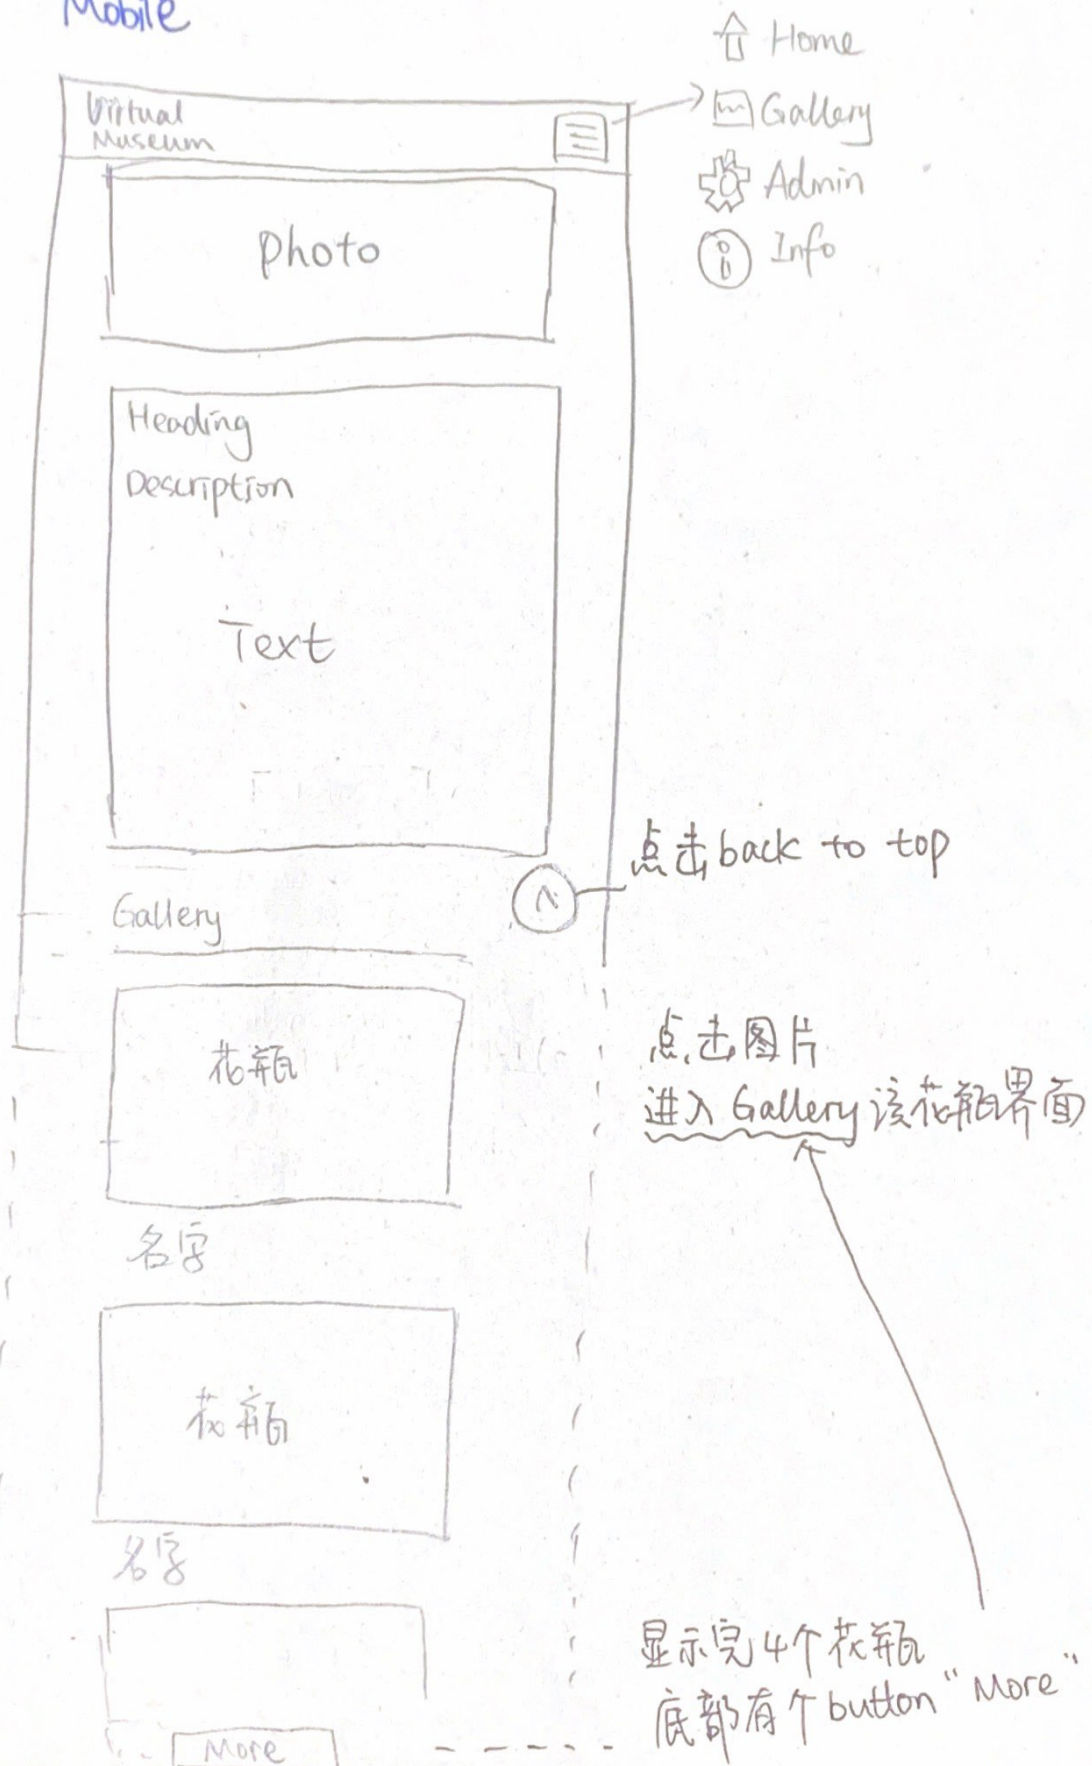 Mobile
Home
Virtual
Museum
Gallery
Admin
Info
Photo
Heading
Description
Text
点击back to top
Gallery
花瓶
点击图片
进入Gallery该花瓶界面
名字
花瓶
名字
显示完4个花瓶
底部有个button "More"
More